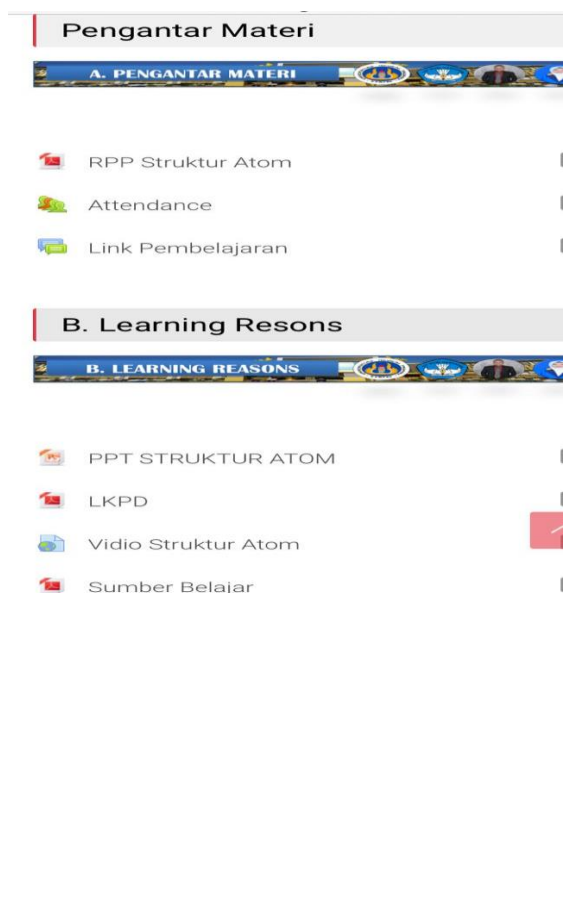 Pengantar Materi
A. PENGANTAR MATERI
RPP Struktur Atom
Attendance
Link Pembelajaran
B. Learning Resons
B. LEARNING REASONS
PPT STRUKTUR ATOM
LKPD
Vidio Struktur Atom
Sumber Belajar